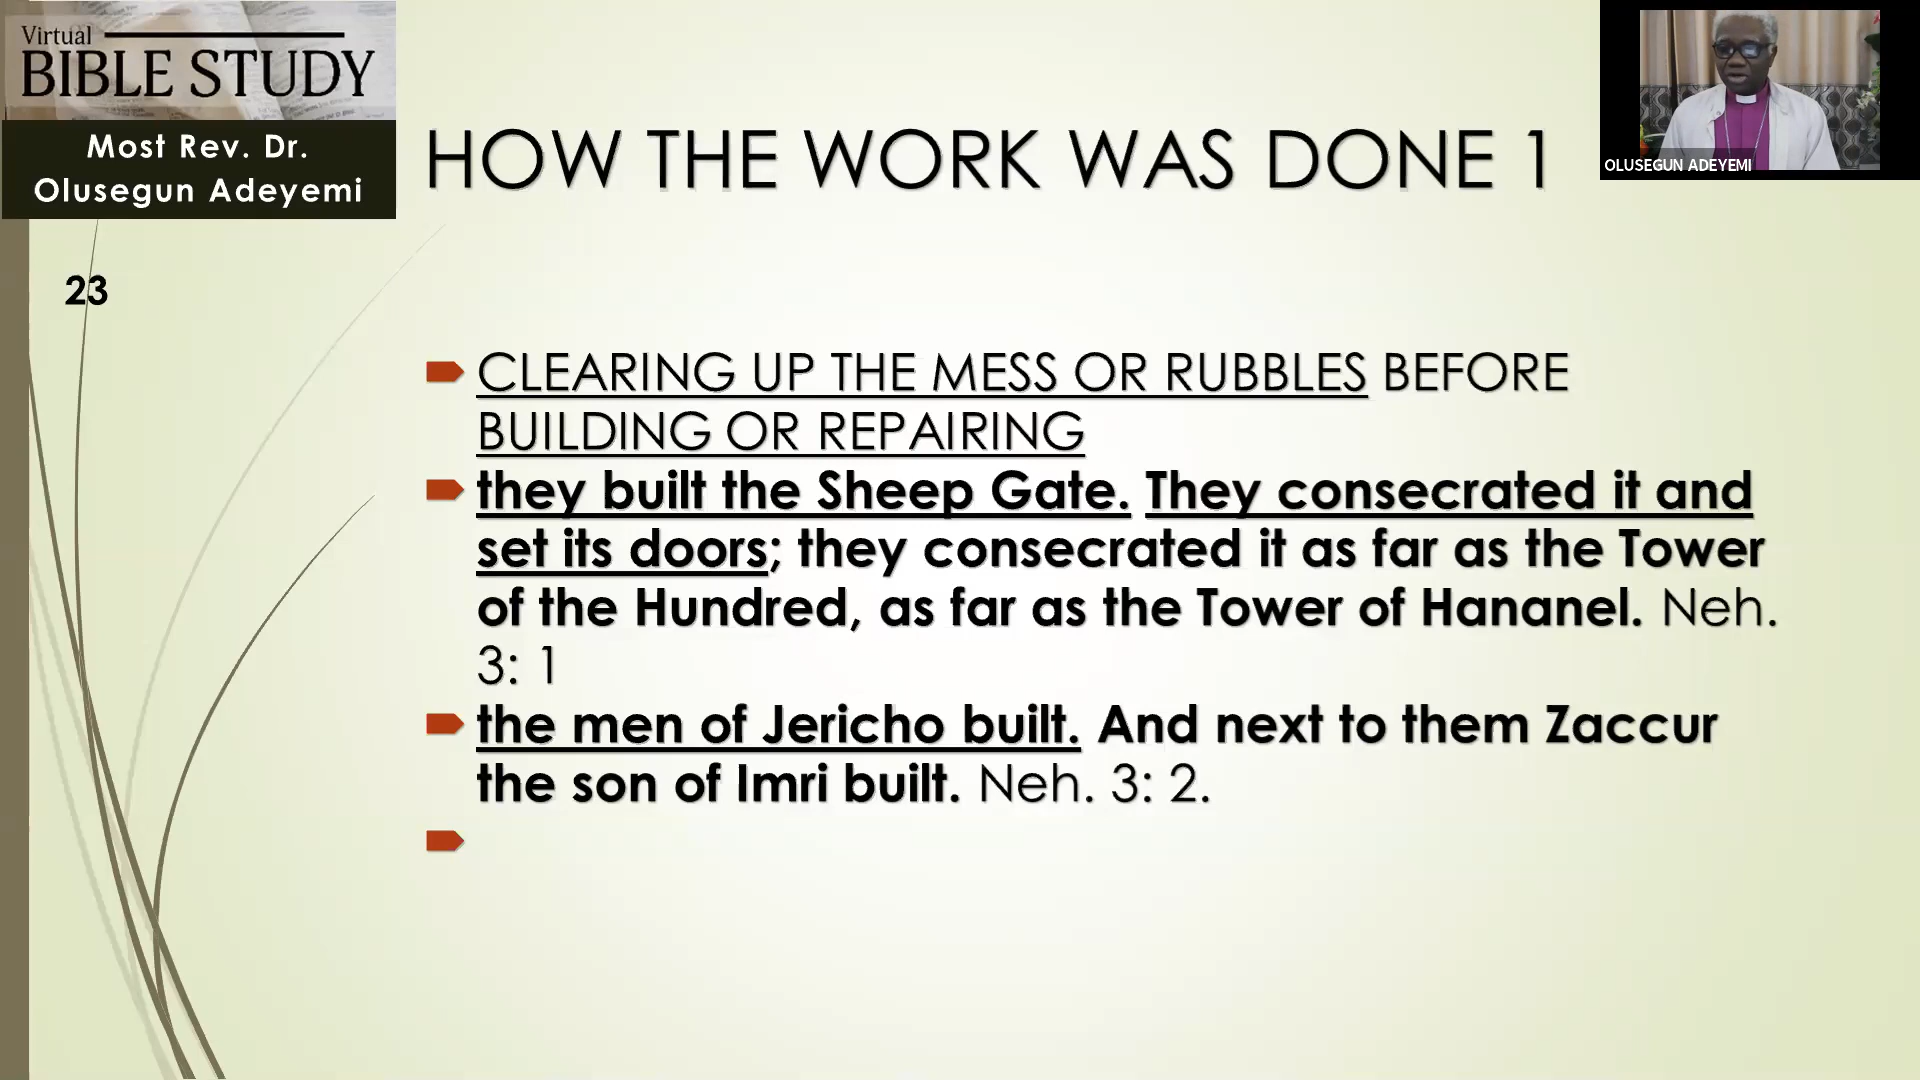 Virtual
BIBLE STUDY
Most Rev. Dr.
Olusegun Adeyemi
HOW THE WORK WAS DONE 1
OLUSEGUN ADEYEMI
23
CLEARING UP THE MESS OR RUBBLES BEFORE
BUILDING OR REPAIRING
they built the Sheep Gate. They consecrated it and
set its doors; they consecrated it as far as the Tower
of the Hundred, as far as the Tower of Hananel. Neh.
3: 1
the men of Jericho built. And next to them Zaccur
the son of Imri built. Neh. 3: 2.